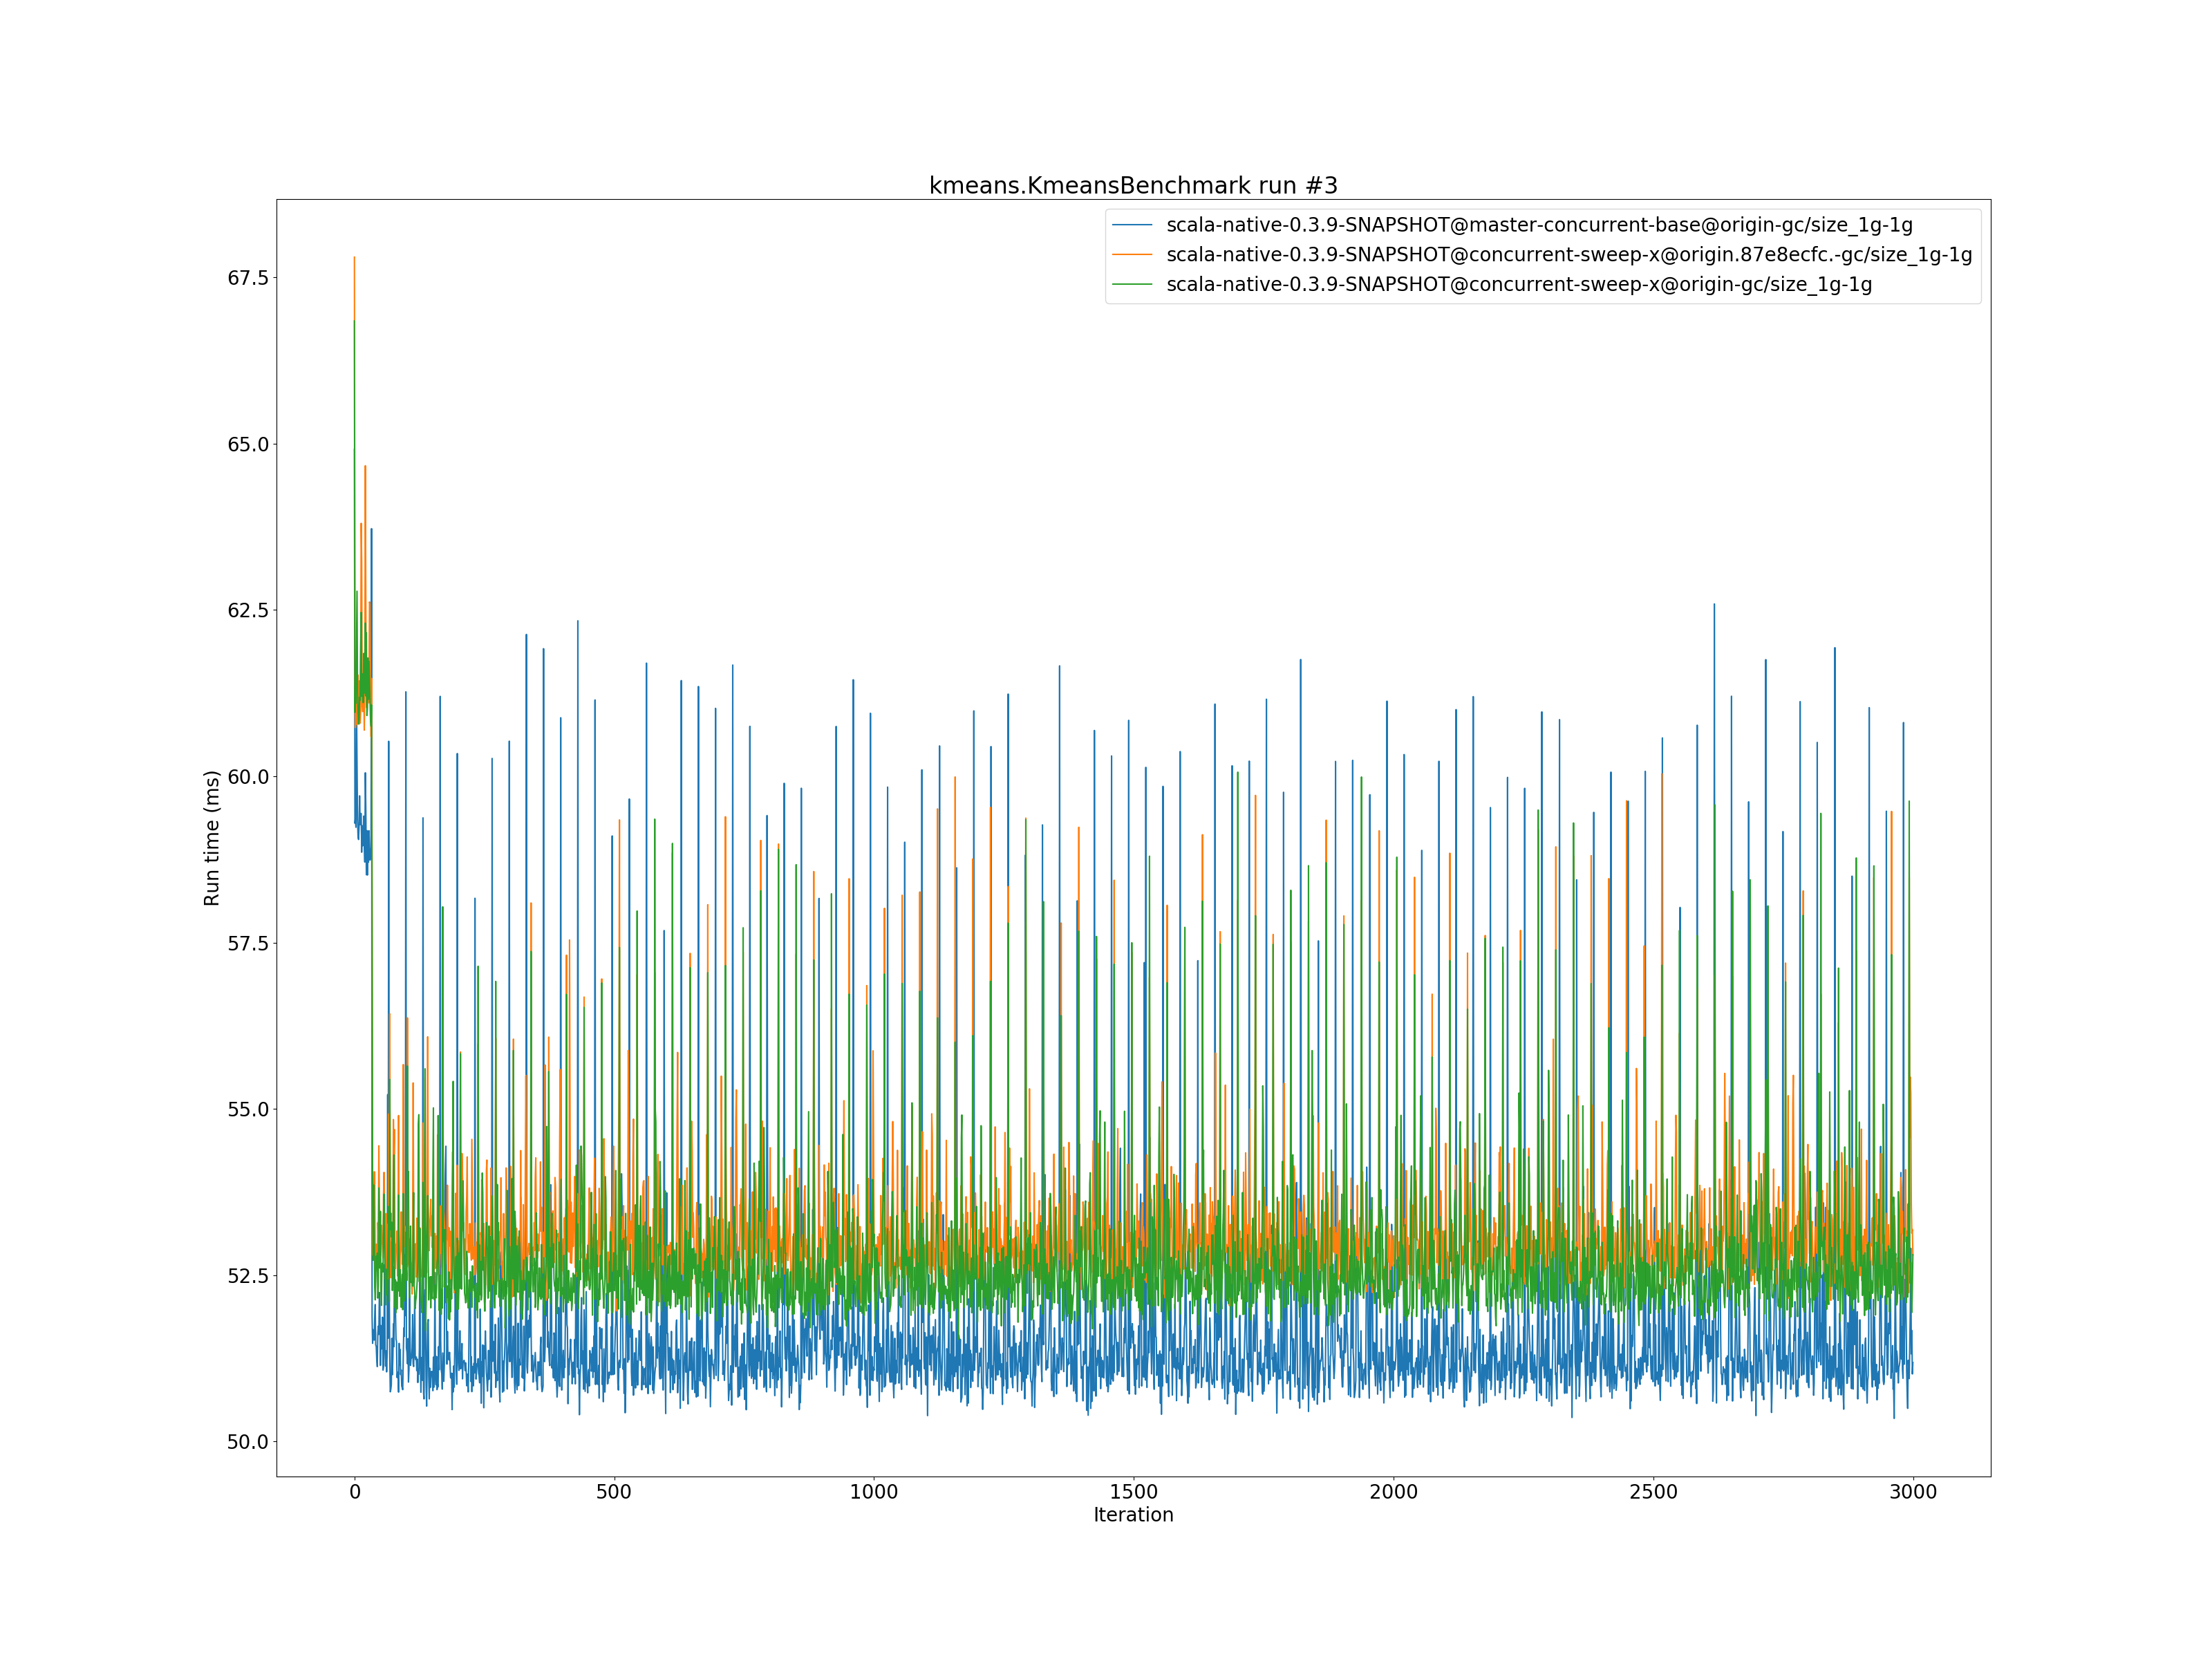 kmeans.KmeansBenchmark run #3
scala-native-0.3.9-SNAPSHOT@master-concurrent-base@origin-gc/size_1g-1g
scala-native-0.3.9-SNAPSHOT@concurrent-sweep-x@origin.87e8ecfc.-gc/size_1g-1g
scala-native-0.3.9-SNAPSHOT@concurrent-sweep-x@origin-gc/size_1g-1g
67.5
65.0
62.5
60.0
57.5
55.0
52.5
50.0
Run time (ms)
0 500 1000 1500 2000 2500 3000
Iteration